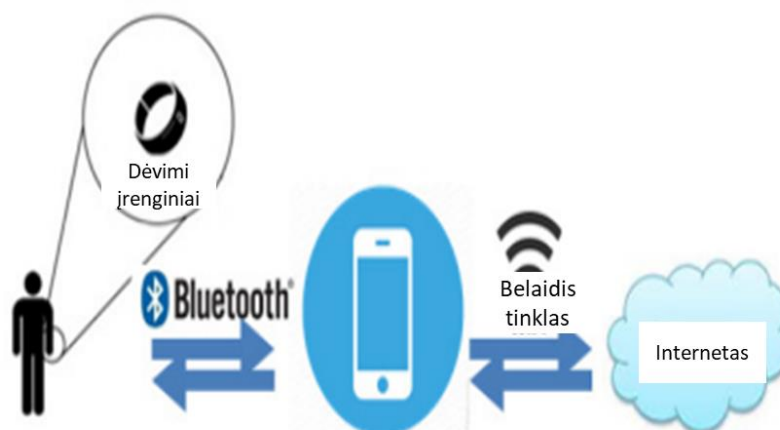 Dėvimi
įrenginiai
Bluetooth®
Belaidis
tinklas
Internetas